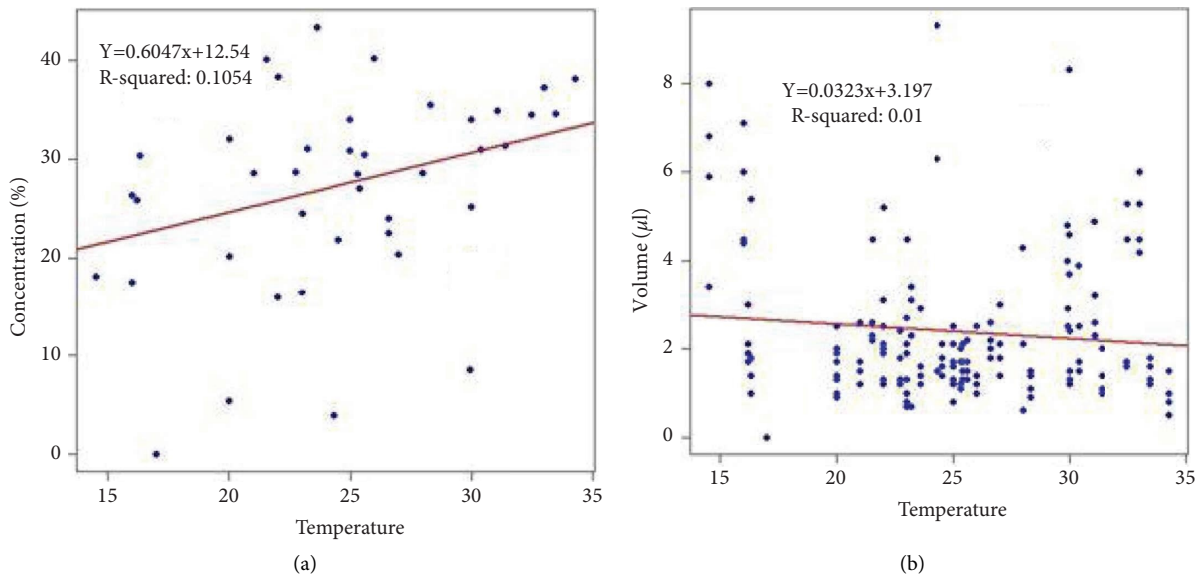 Y=0.6047x+12.54
R-squared: 0.1054
Concentration (%)
40
30
20
10
0
15 20 25 30 35
Temperature
(a)
Y=0.0323x+3.197
R-squared: 0.01
Volume (µl)
8
6
4
2
0
15 20 25 30 35
Temperature
(b)